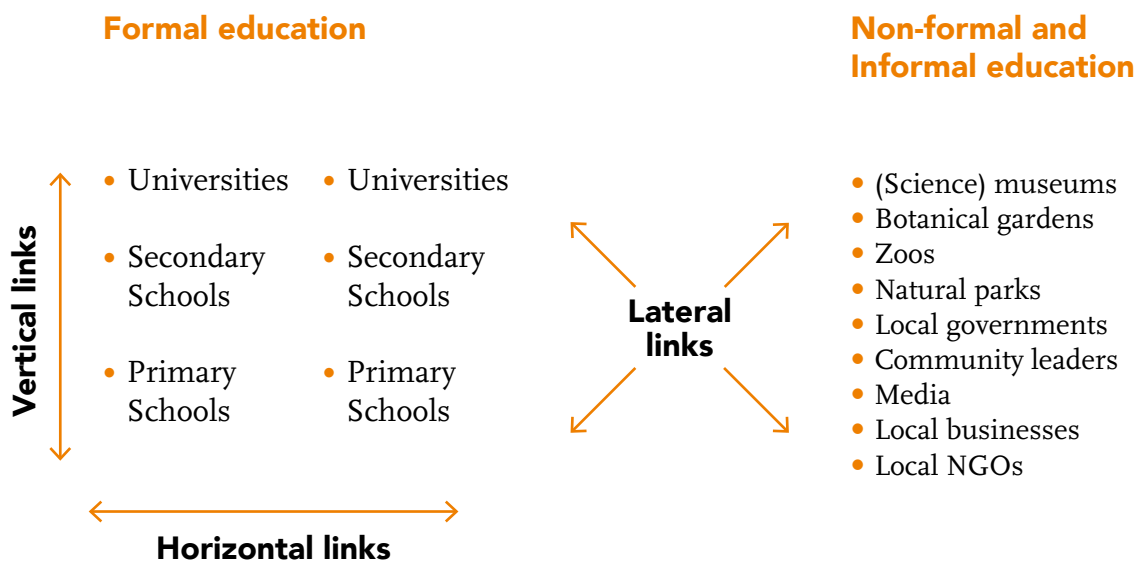 Formal education
Non-formal and
Informal education
Vertical links
• Universities
• Secondary
Schools
• Primary
Schools
• Universities
• Secondary
Schools
• Primary
Schools
Horizontal links
Lateral
links
• (Science) museums
• Botanical gardens
• Zoos
• Natural parks
• Local governments
• Community leaders
• Media
• Local businesses
• Local NGOs